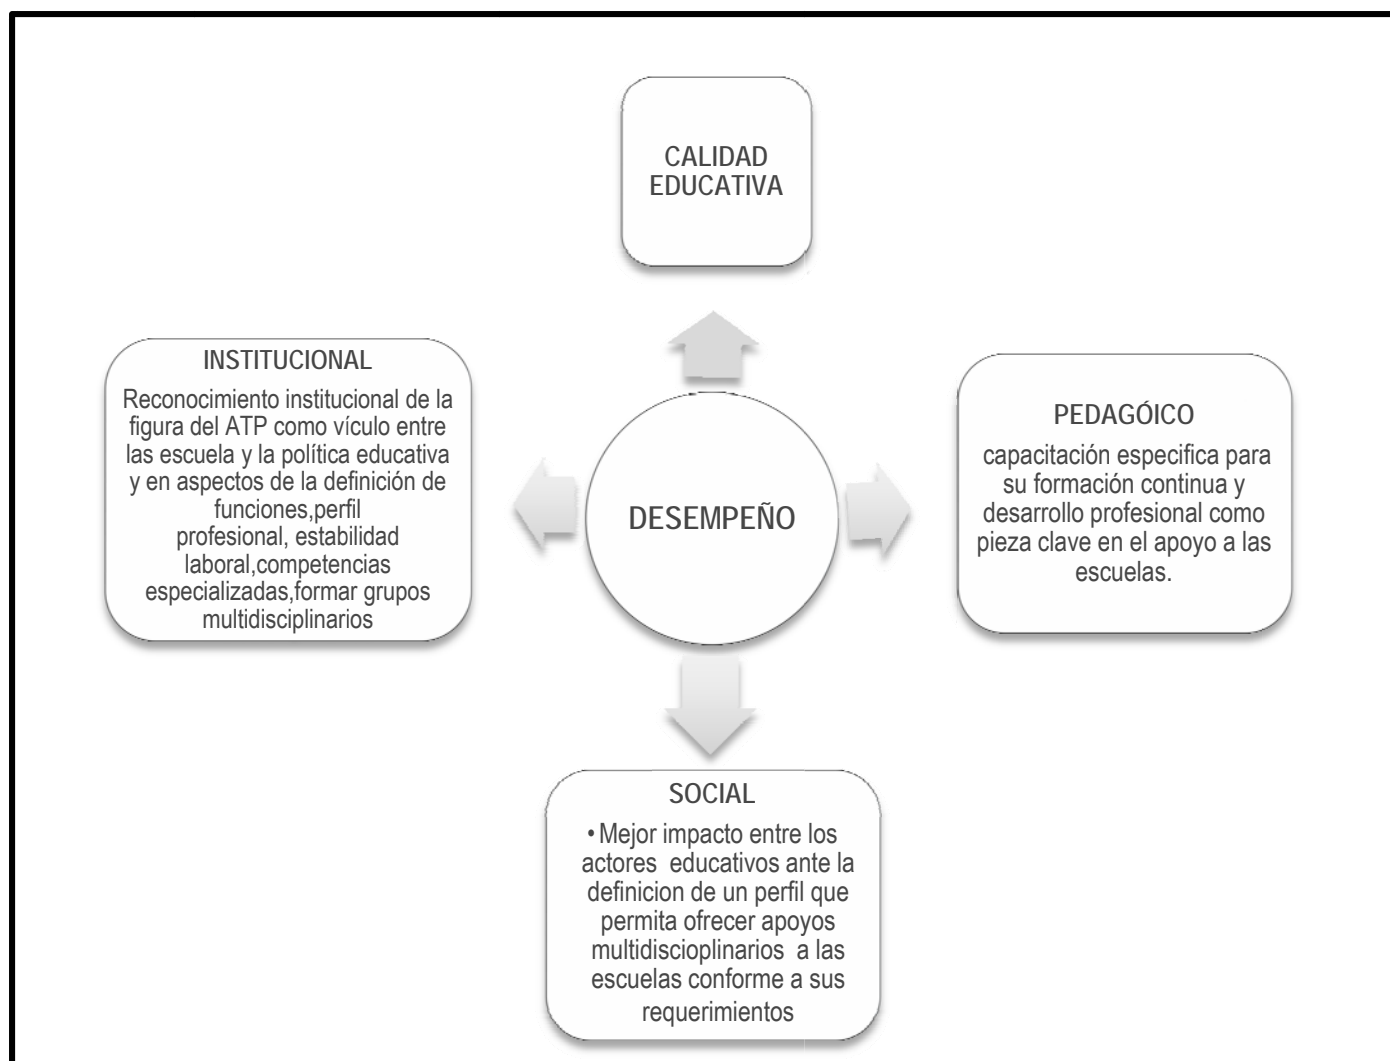 CALIDAD
EDUCATIVA
INSTITUCIONAL
Reconocimiento institucional de la
figura del ATP como vículo entre
las escuela y la política educativa
y en aspectos de la definición de
funciones,perfil
profesional, estabilidad
laboral,competencias
especializadas,formar grupos
multidisciplinarios
DESEMPEÑO
PEDAGÓICO
capacitación especifica para
su formación continua y
desarrollo profesional como
pieza clave en el apoyo a las
escuelas.
SOCIAL
• Mejor impacto entre los
actores educativos ante la
definicion de un perfil que
permita ofrecer apoyos
multidiscioplinarios a las
escuelas conforme a sus
requerimientos